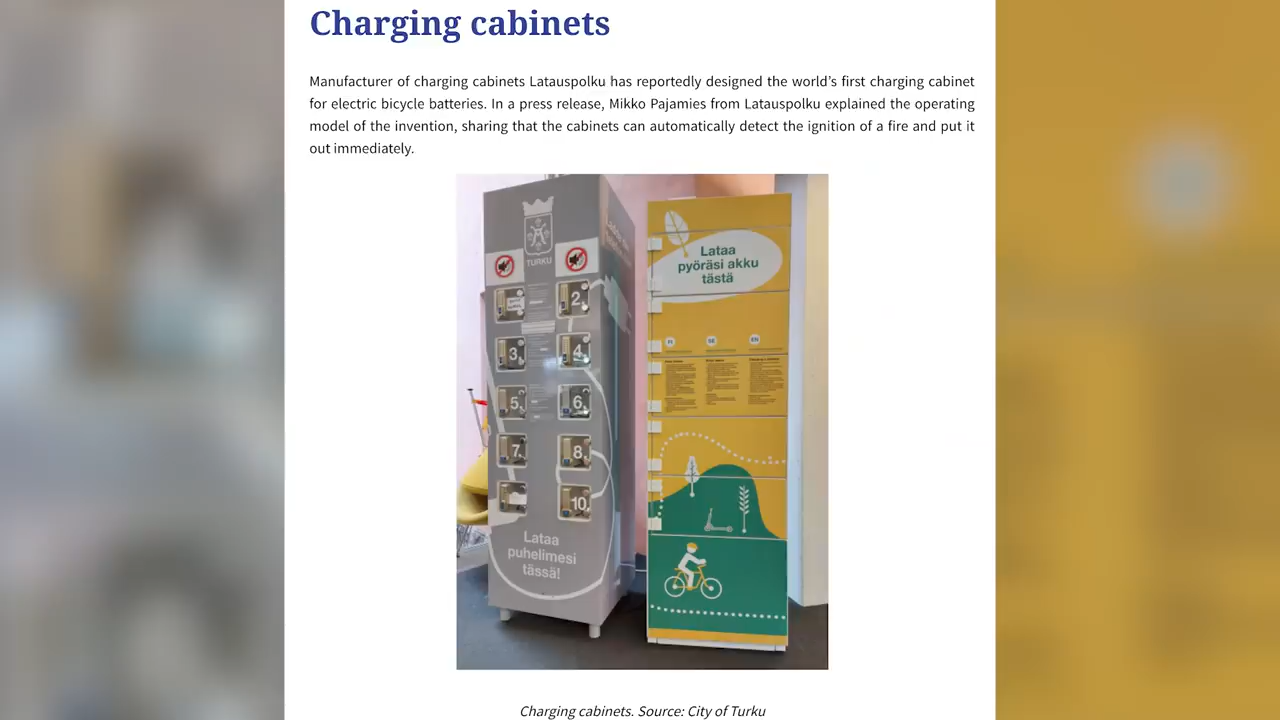 Charging cabinets
Manufacturer of charging cabinets Latauspolku has reportedly designed the world’s first charging cabinet
for electric bicycle batteries. In a press release, Mikko Pajamies from Latauspolku explained the operating
model of the invention, sharing that the cabinets can automatically detect the ignition of a fire and put it
out immediately.
TURKU
2
3
4
5
6
7
8
10
Lataa
puhelimesi
tässä!
Lataa
pyöräsi akku
tästä
FI
SE
EN
Charging cabinets. Source: City of Turku